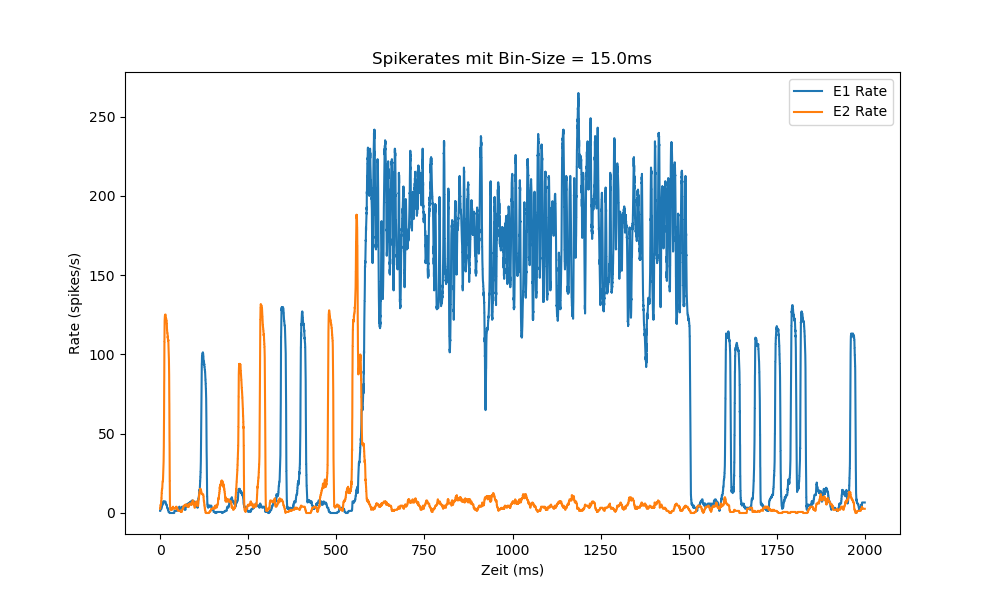 Spikerates mit Bin-Size = 15.0ms
E1 Rate
E2 Rate
Rate (spikes/s)
250
200
150
100
50
0
0 250 500 750 1000 1250 1500 1750 2000
Zeit (ms)